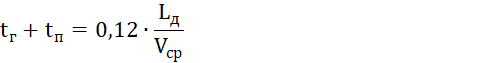 tг + tп = 0,12 · Lд / Vср